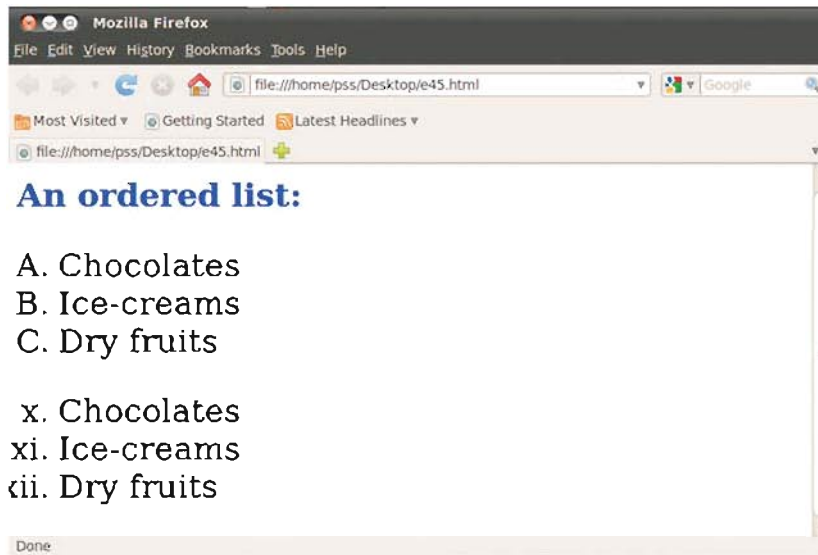 Mozilla Firefox
File Edit View History Bookmarks Tools Help
file:///home/pss/Desktop/e45.html Google
Most Visited Getting Started Latest Headlines
file:///home/pss/Desktop/e45.html
An ordered list:
A. Chocolates
B. Ice-creams
C. Dry fruits
x. Chocolates
xi. Ice-creams
xii. Dry fruits
Done